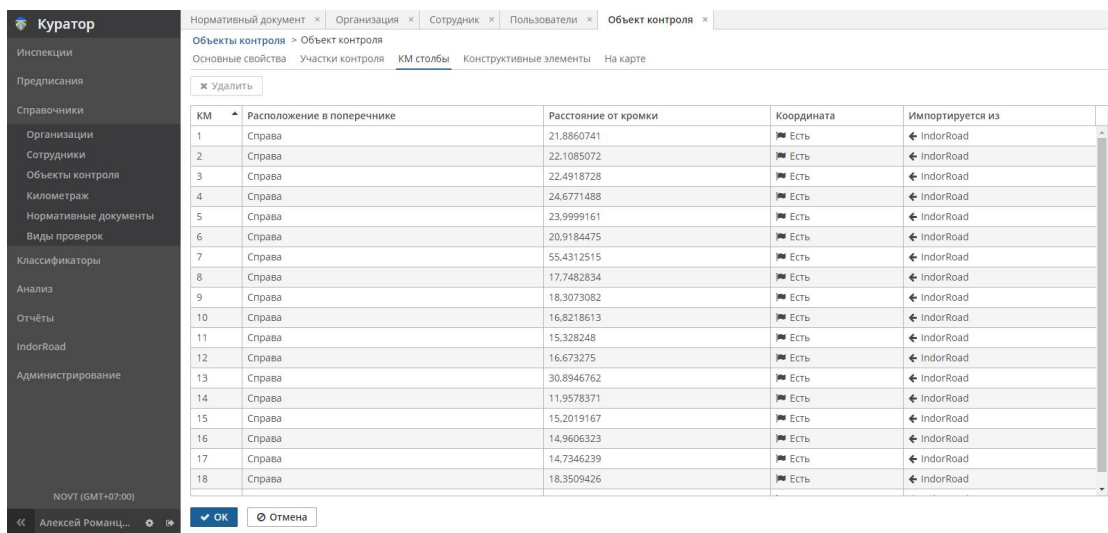 Куратор
Инспекции
Предписания
Справочники
Организации
Сотрудники
Объекты контроля
Километраж
Нормативные документы
Виды проверок
Классификаторы
Анализ
Отчёты
IndorRoad
Администрирование
NOVT (GMT+07:00)
Алексей Романц...
Нормативный документ × Организация × Сотрудник × Пользователи × Объект контроля ×
Объекты контроля > Объект контроля
Основные свойства Участки контроля КМ столбы Конструктивные элементы На карте
Удалить
КМ Расположение в поперечнике Расстояние от кромки Координата Импортируется из
1 Справа 21,8860741 Есть IndorRoad
2 Справа 22,1085072 Есть IndorRoad
3 Справа 22,4918728 Есть IndorRoad
4 Справа 24,6771488 Есть IndorRoad
5 Справа 23,9999161 Есть IndorRoad
6 Справа 20,9184475 Есть IndorRoad
7 Справа 55,4312515 Есть IndorRoad
8 Справа 17,7482834 Есть IndorRoad
9 Справа 18,3073082 Есть IndorRoad
10 Справа 16,8218613 Есть IndorRoad
11 Справа 15,328248 Есть IndorRoad
12 Справа 16,673275 Есть IndorRoad
13 Справа 30,8946762 Есть IndorRoad
14 Справа 11,9578371 Есть IndorRoad
15 Справа 15,2019167 Есть IndorRoad
16 Справа 14,9606323 Есть IndorRoad
17 Справа 14,7346239 Есть IndorRoad
18 Справа 18,3509426 Есть IndorRoad
ОК Отмена